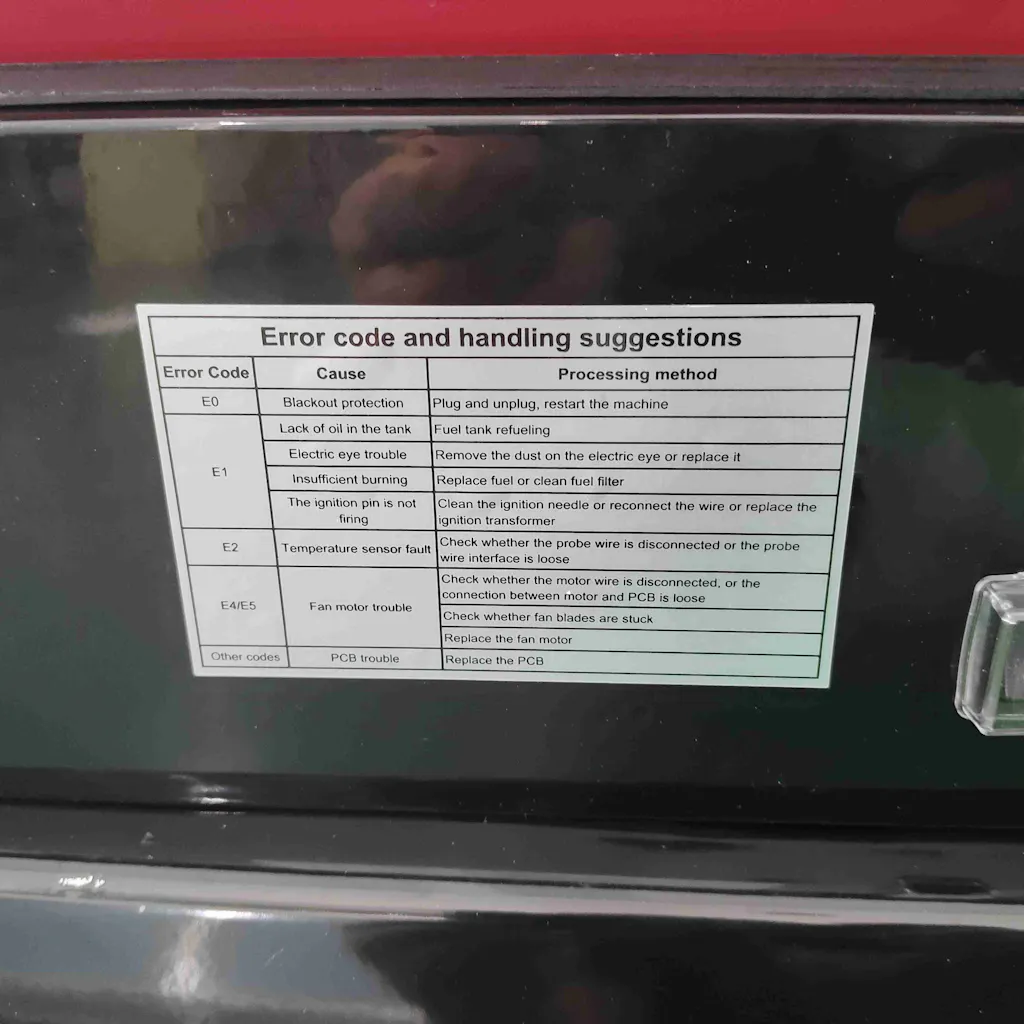 Error code and handling suggestions
Error Code Cause Processing method
E0 Blackout protection Plug and unplug, restart the machine
E1
Lack of oil in the tank Fuel tank refueling
Electric eye trouble Remove the dust on the electric eye or replace it
Insufficient burning Replace fuel or clean fuel filter
The ignition pin is not
firing
Clean the ignition needle or reconnect the wire or replace the
ignition transformer
E2 Temperature sensor fault
Check whether the probe wire is disconnected or the probe
wire interface is loose
E4/E5 Fan motor trouble
Check whether the motor wire is disconnected, or the
connection between motor and PCB is loose
Check whether fan blades are stuck
Replace the fan motor
Other codes PCB trouble Replace the PCB